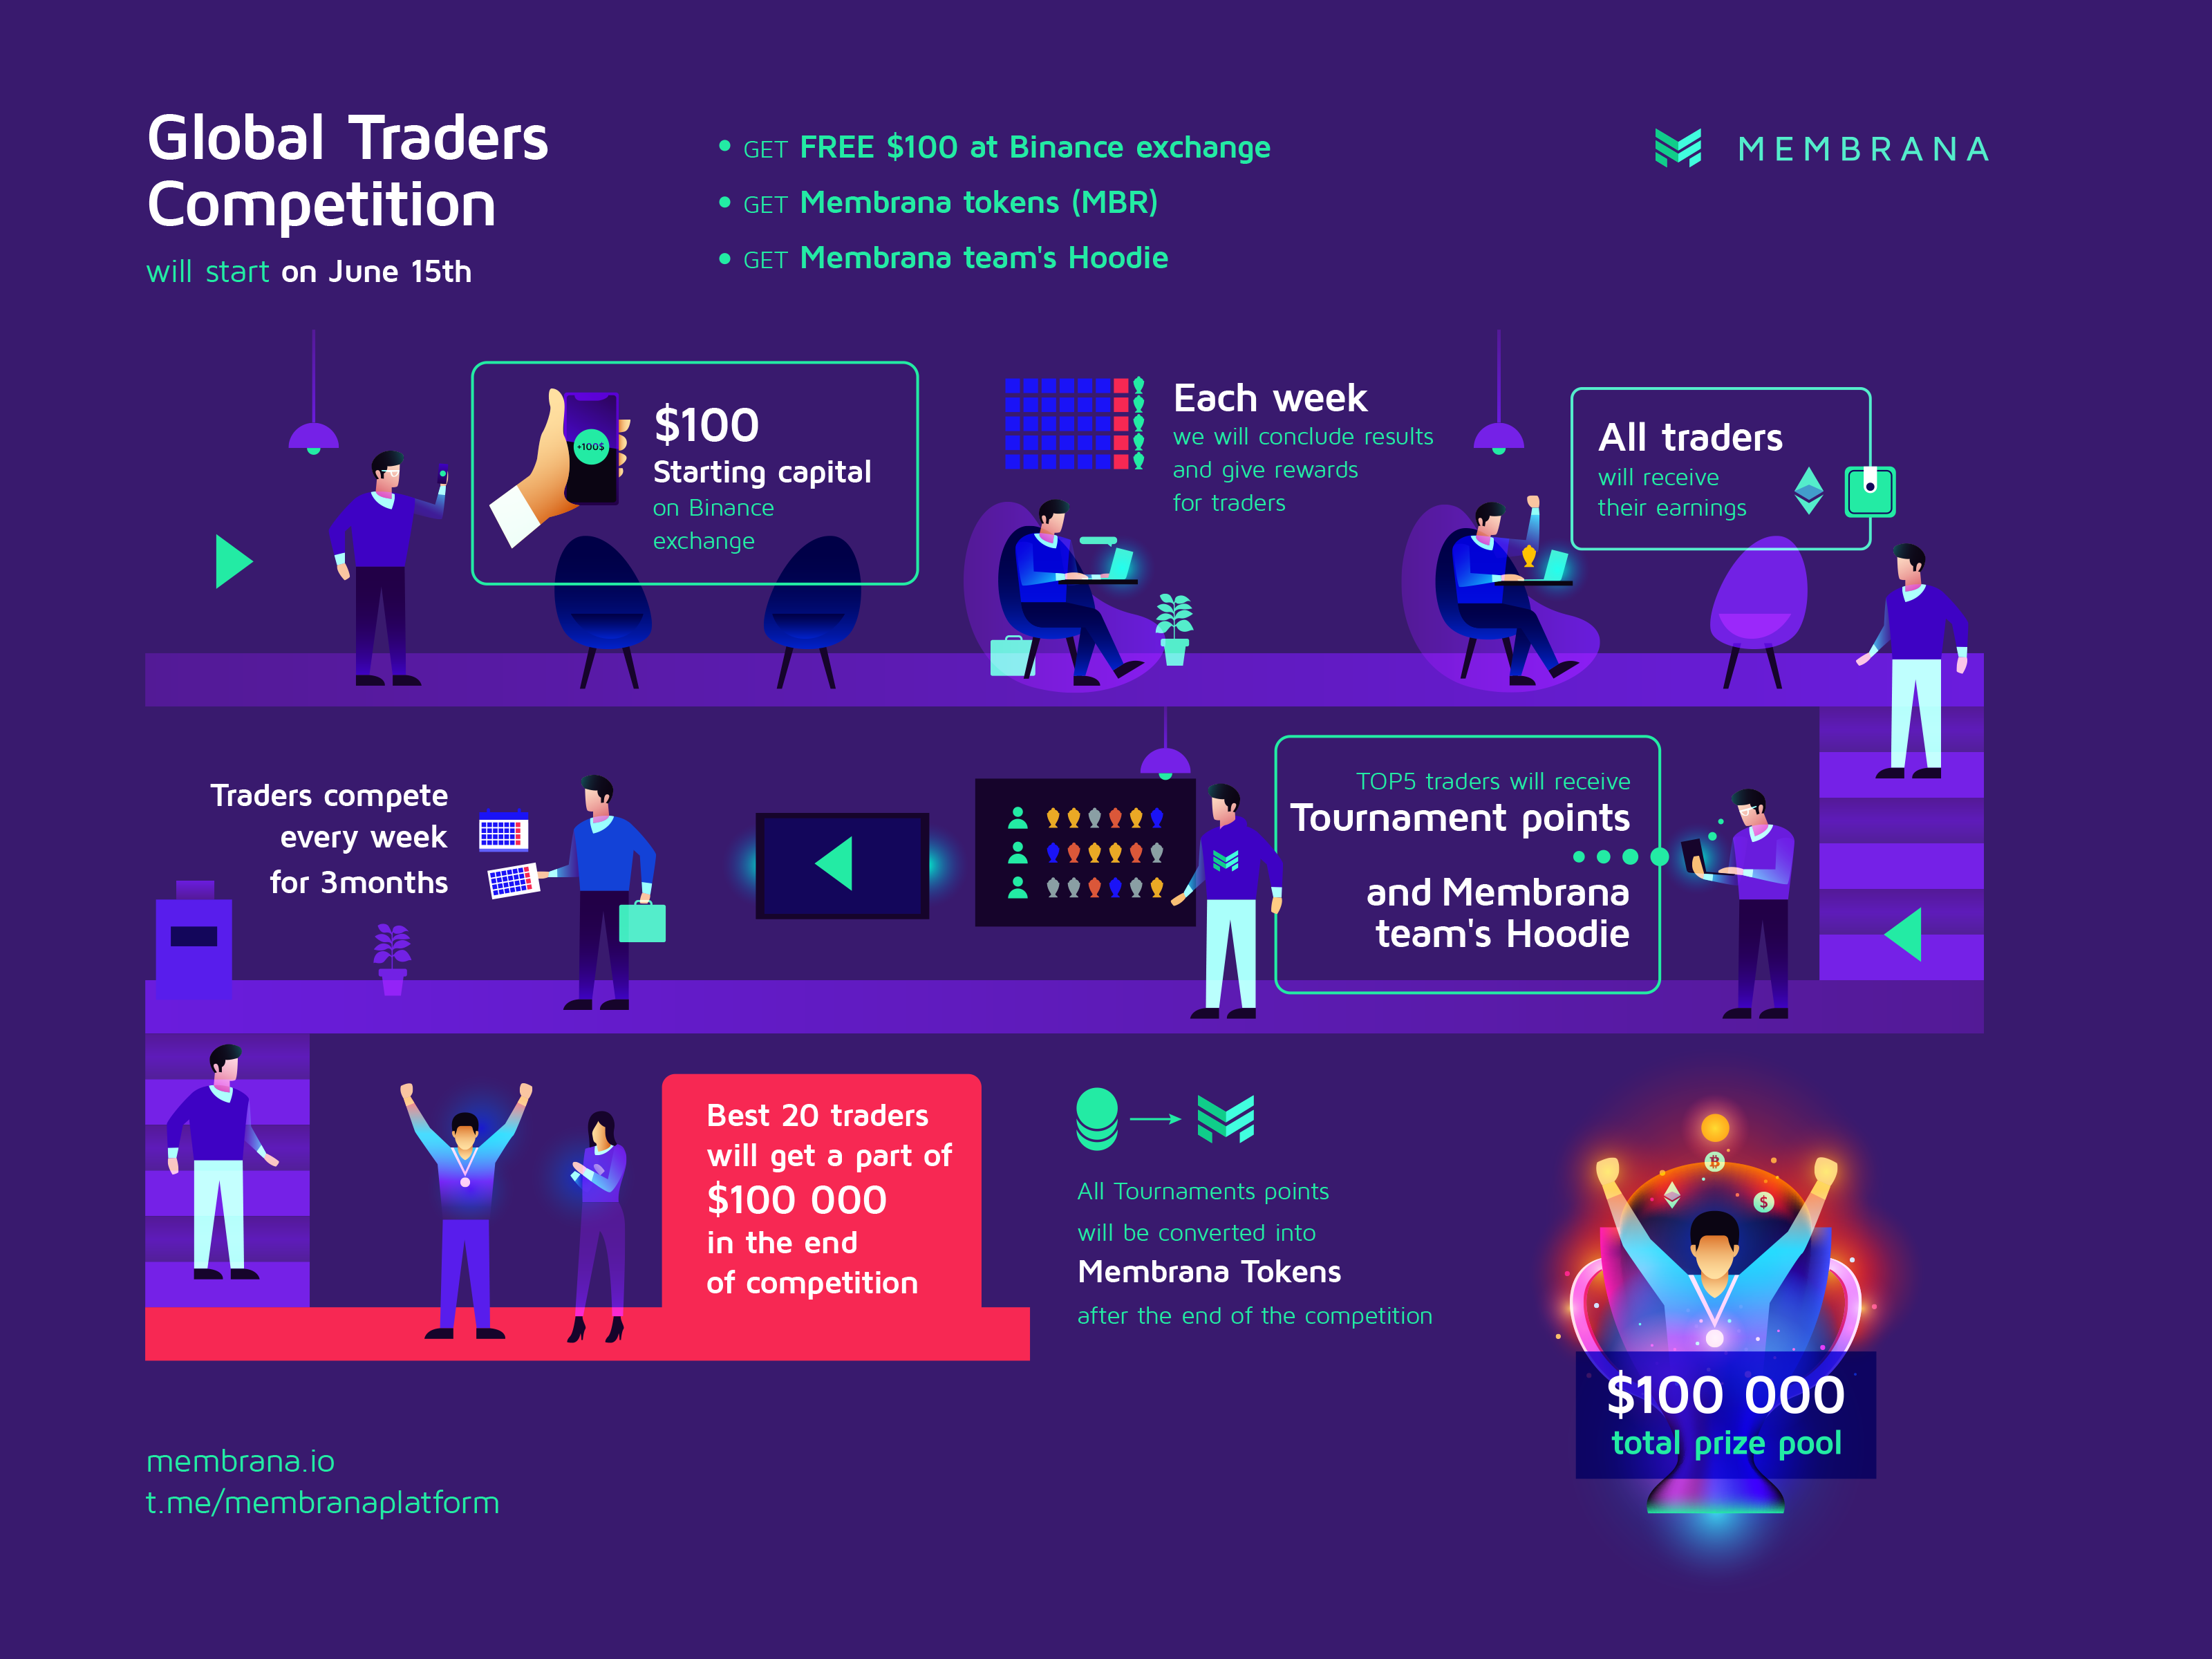 Global Traders
Competition
will start on June 15th
• GET FREE $100 at Binance exchange
• GET Membrana tokens (MBR)
• GET Membrana team's Hoodie
MEMBRANA
+100$
$100
Starting capital
on Binance
exchange
Each week
we will conclude results
and give rewards
for traders
All traders
will receive
their earnings
TOP5 traders will receive
Tournament points
and Membrana
team's Hoodie
Traders compete
every week
for 3months
Best 20 traders
will get a part of
$100 000
in the end
of competition
All Tournaments points
will be converted into
Membrana Tokens
after the end of the competition
$
$100 000
total prize pool
membrana.io
t.me/membranaplatform